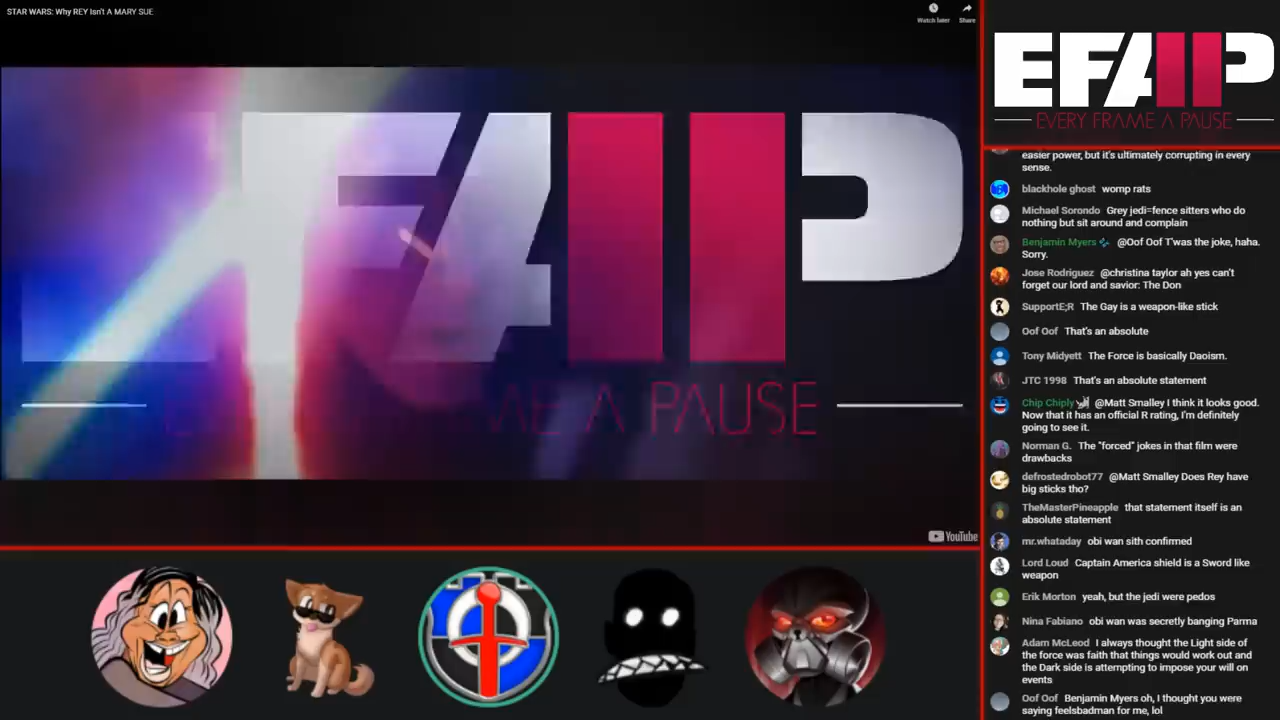 STAR WARS: Why REY Isn't A MARY SUE
Watch later
Share
EFAP
EVERY FRAME A PAUSE
FAP
ME A PAUSE
YouTube
easier power, but it's ultimately corrupting in every
sense.
blackhole ghost womp rats
Michael Sorondo Grey jedi=fence sitters who do
nothing but sit around and complain
Benjamin Myers @Oof Oof T'was the joke, haha.
Sorry.
Jose Rodriguez @christina taylor ah yes can't
forget our lord and savior: The Don
SupportE;R The Gay is a weapon-like stick
Oof Oof That's an absolute
Tony Midyett The Force is basically Daoism.
JTC 1998 That's an absolute statement
Chip Chiply @Matt Smalley I think it looks good.
Now that it has an official R rating, I'm definitely
going to see it.
Norman G. The "forced" jokes in that film were
drawbacks
defrostedrobot77 @Matt Smalley Does Rey have
big sticks tho?
TheMasterPineapple that statement itself is an
absolute statement
mr.whataday obi wan sith confirmed
Lord Loud Captain America shield is a Sword like
weapon
Erik Morton yeah, but the jedi were pedos
Nina Fabiano obi wan was secretly banging Parma
Adam McLeod I always thought the Light side of
the force was faith that things would work out and
the Dark side is attempting to impose your will on
events
Oof Oof Benjamin Myers oh, I thought you were
saying feelsbadman for me, lol